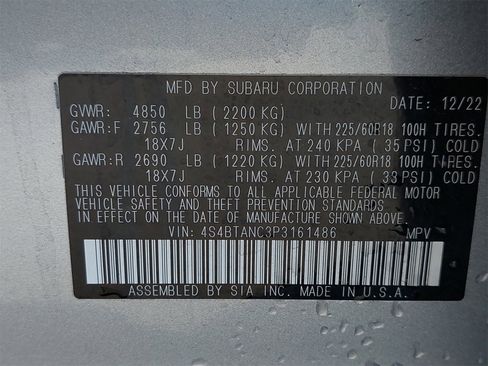 MFD BY SUBARU CORPORATION
DATE: 12/22
GVWR: 4850 LB (2200 KG)
GAWR:F 2756 LB (1250 KG) WITH 225/60R18 100H TIRES.
18X7J RIMS. AT 240 KPA (35 PSI) COLD
GAWR:R 2690 LB (1220 KG) WITH 225/60R18 100H TIRES.
18X7J RIMS. AT 230 KPA (33 PSI) COLD
THIS VEHICLE CONFORMS TO ALL APPLICABLE FEDERAL MOTOR
VEHICLE SAFETY AND BUMPER STANDARDS
IN EFFECT ON THE DATE OF MANUFACTURE SHOWN ABOVE.
VIN: 4S4BTANC3P3161486 MPV
ASSEMBLED BY SIA INC. MADE IN U.S.A.